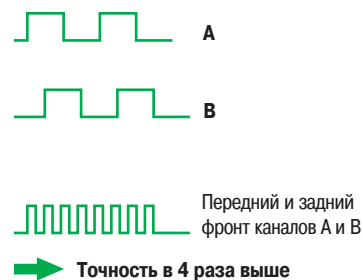 A
B
Передний и задний
фронт каналов A и B
Точность в 4 раза выше